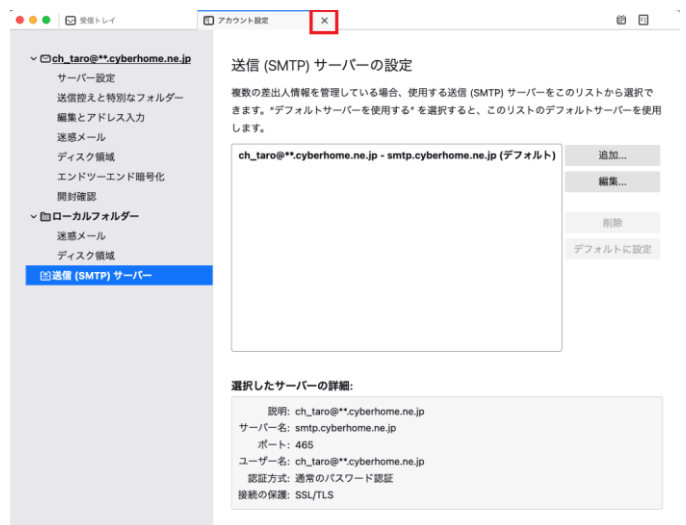 受信トレイ
アカウント設定
ch_taro@**.cyberhome.ne.jp
サーバー設定
送信控えと特別なフォルダー
編集とアドレス入力
迷惑メール
ディスク領域
エンドツーエンド暗号化
開封確認
ローカルフォルダー
迷惑メール
ディスク領域
送信 (SMTP) サーバー
送信 (SMTP) サーバーの設定
複数の差出人情報を管理している場合、使用する送信 (SMTP) サーバーをこのリストから選択で
きます。"デフォルトサーバーを使用する" を選択すると、このリストのデフォルトサーバーを使用
します。
ch_taro@**.cyberhome.ne.jp - smtp.cyberhome.ne.jp (デフォルト)
追加...
編集...
削除
デフォルトに設定
選択したサーバーの詳細:
説明: ch_taro@**.cyberhome.ne.jp
サーバー名: smtp.cyberhome.ne.jp
ポート: 465
ユーザー名: ch_taro@**.cyberhome.ne.jp
認証方式: 通常のパスワード認証
接続の保護: SSL/TLS